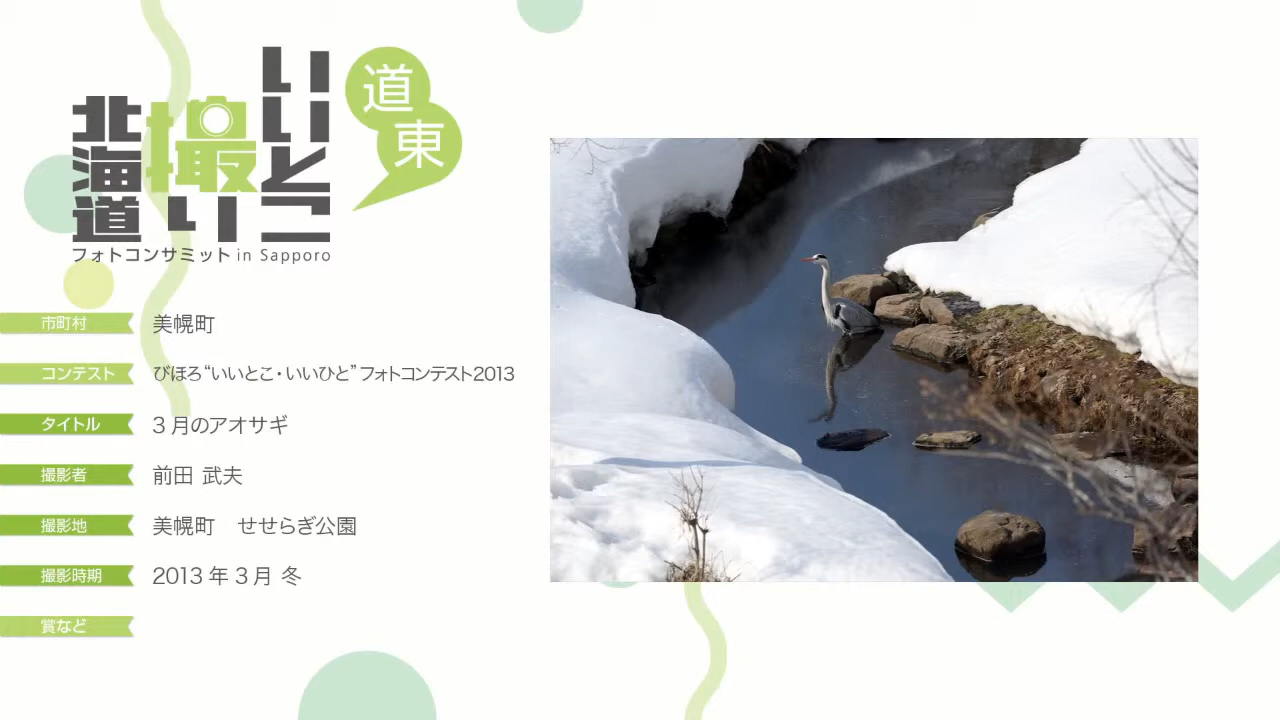 北海道
撮い
いいとこ
道東
フォトコンサミット in Sapporo
市町村 美幌町
コンテスト びほろ“いいとこ・いいひと”フォトコンテスト2013
タイトル 3月のアオサギ
撮影者 前田 武夫
撮影地 美幌町　せせらぎ公園
撮影時期 2013年3月 冬
賞など